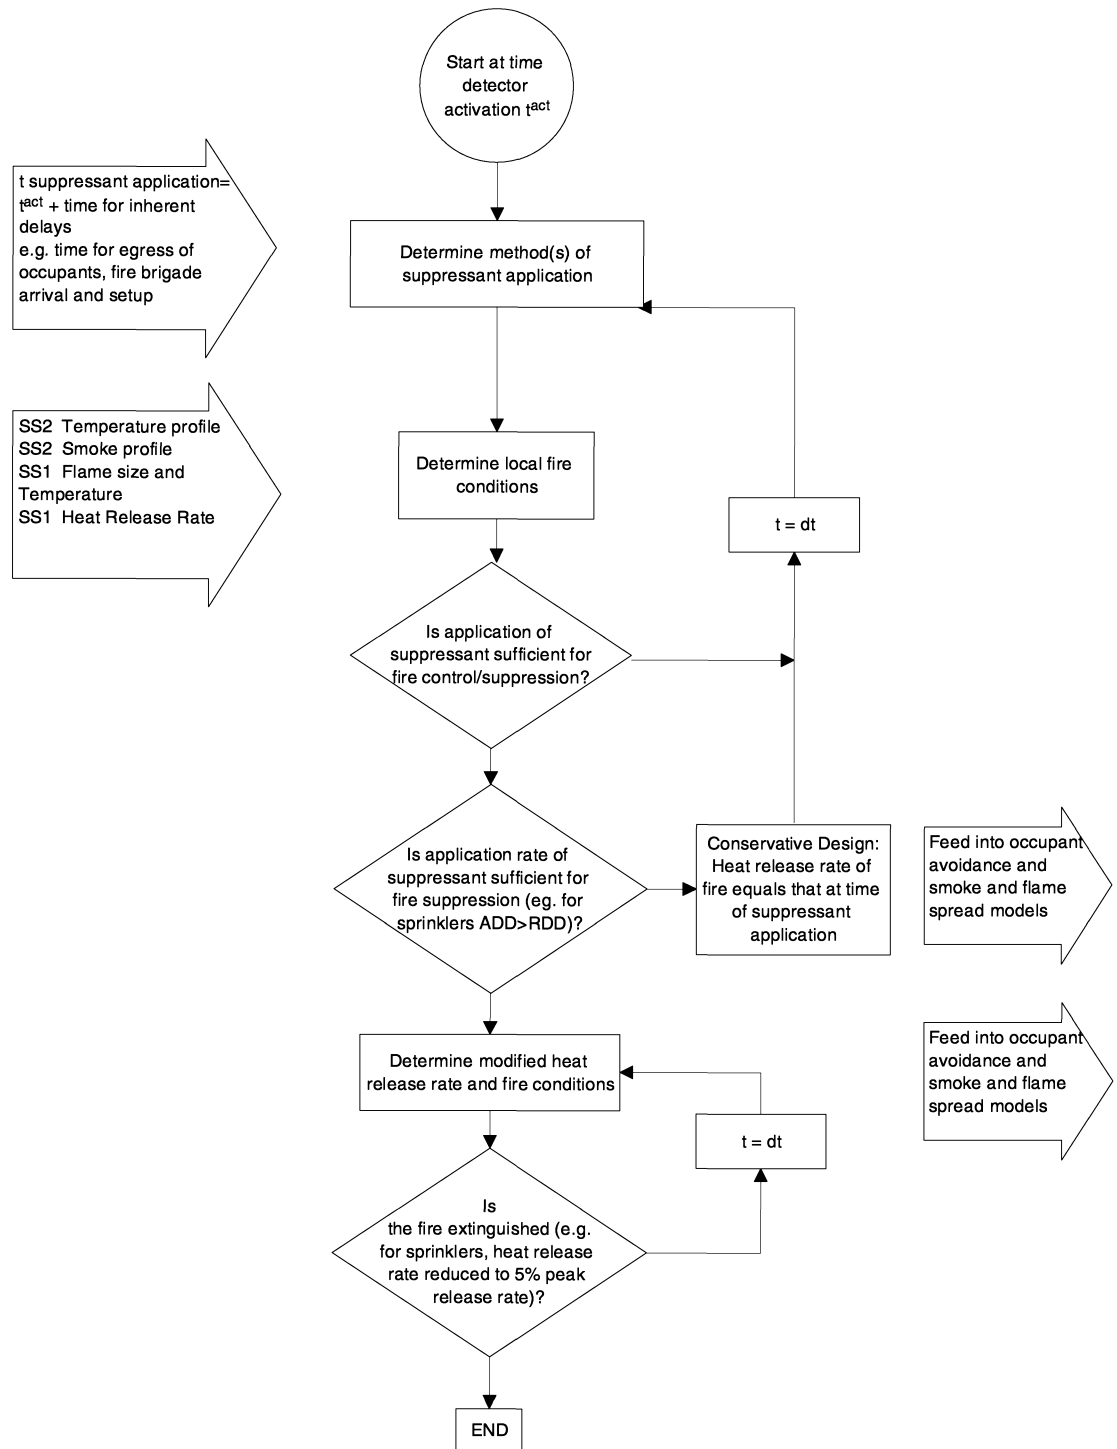 Start at time
detector
activation tact
t suppressant application=
tact + time for inherent
delays
e.g. time for egress of
occupants, fire brigade
arrival and setup
Determine method(s) of
suppressant application
SS2 Temperature profile
SS2 Smoke profile
SS1 Flame size and
Temperature
SS1 Heat Release Rate
Determine local fire
conditions
t = dt
Is application of
suppressant sufficient for
fire control/suppression?
Is application rate of
suppressant sufficient for
fire suppression (eg. for
sprinklers ADD>RDD)?
Conservative Design:
Heat release rate of
fire equals that at time
of suppressant
application
Feed into occupant
avoidance and
smoke and flame
spread models
Determine modified heat
release rate and fire conditions
Feed into occupant
avoidance and
smoke and flame
spread models
t = dt
Is
the fire extinguished (e.g.
for sprinklers, heat release
rate reduced to 5% peak
release rate)?
END